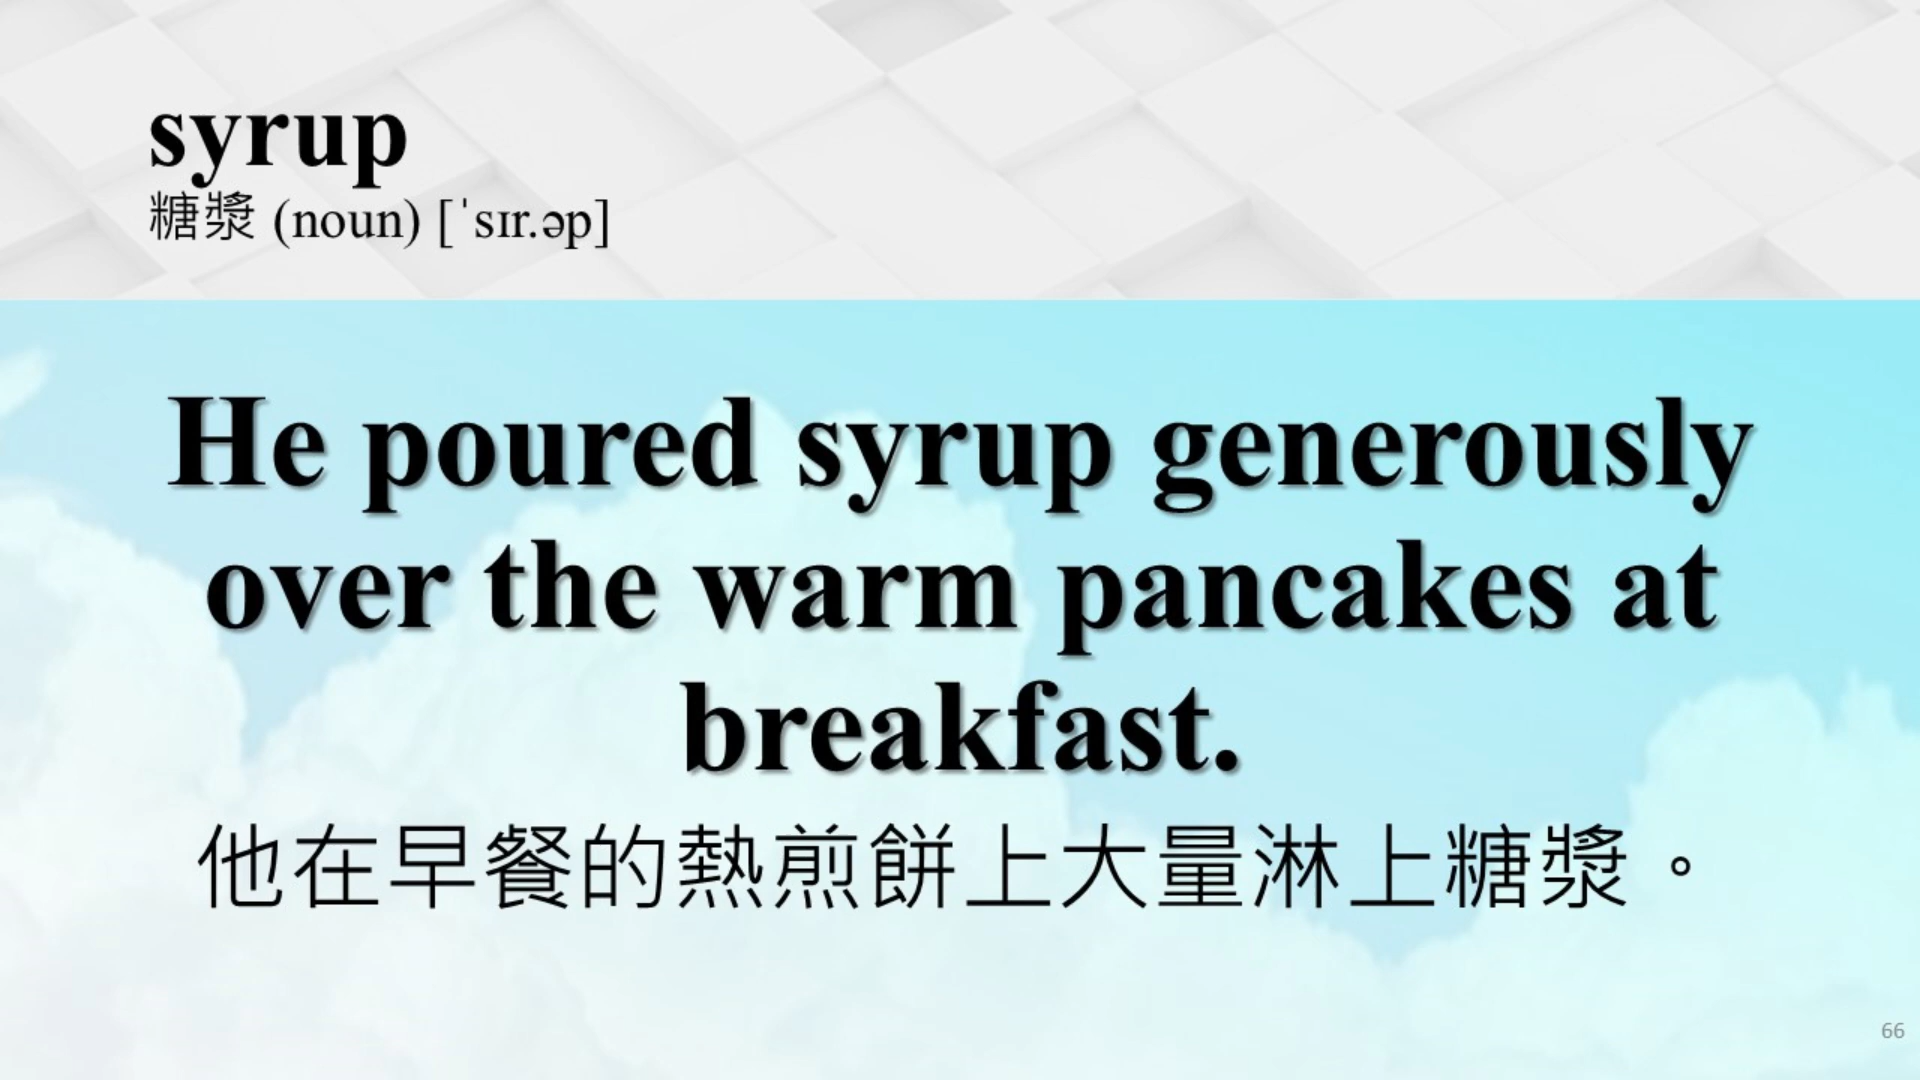 syrup
糖漿 (noun) [ˈsɪr.əp]
He poured syrup generously
over the warm pancakes at
breakfast.
他在早餐的熱煎餅上大量淋上糖漿。
66